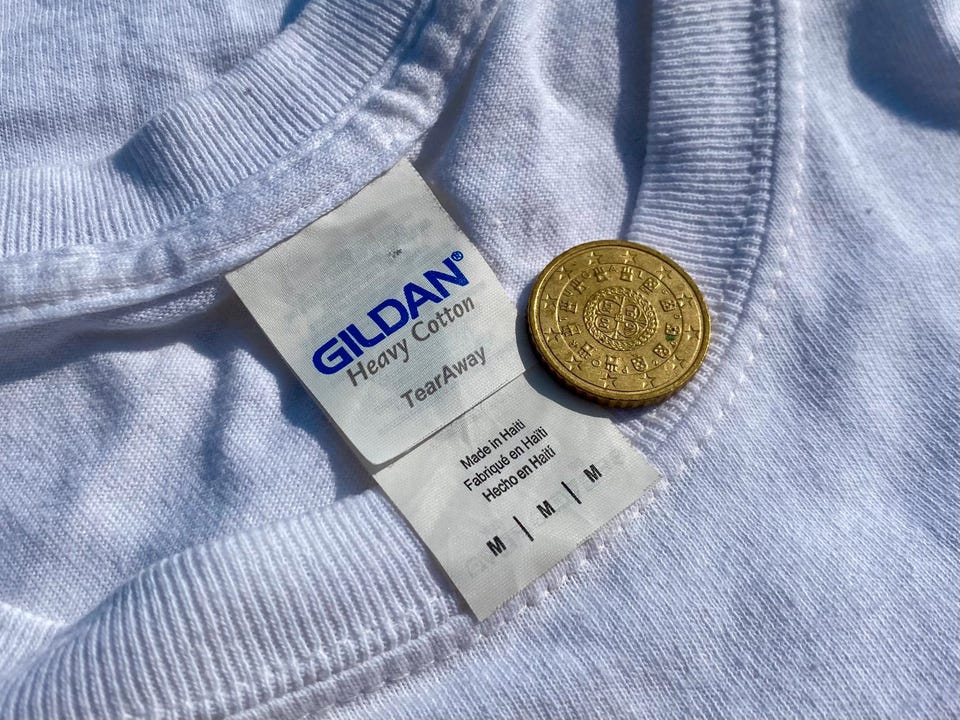 GILDAN®
Heavy Cotton
TearAway
Made in Haiti
Fabriqué en Haïti
Hecho en Haití
M | M | M